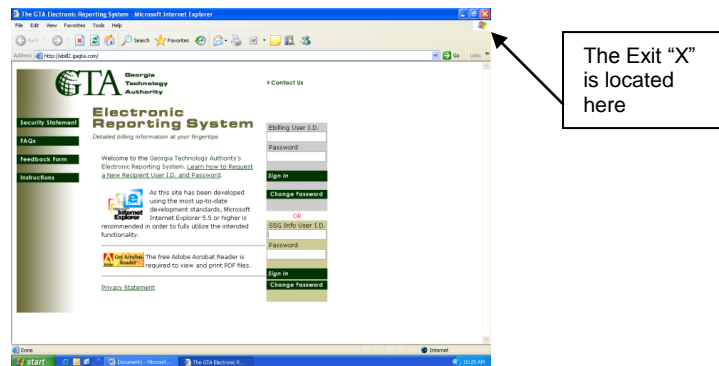 The GTA Electronic Reporting System - Microsoft Internet Explorer
File Edit View Favorites Tools Help
Back Search Favorites
Address http://ebill2.gagta.com/ Go Links »
GTA Georgia
Technology
Authority
Contact Us
Electronic
Reporting System
Detailed billing information at your fingertips
Security Statement
FAQs
Feedback Form
Instructions
Welcome to the Georgia Technology Authority's
Electronic Reporting System. Learn how to Request
a New Recipient User I.D. and Password.
Internet
Explorer
As this site has been developed
using the most up-to-date
development standards, Microsoft
Internet Explorer 5.5 or higher is
recommended in order to fully utilize the intended
functionality.
Get Acrobat
Reader
Adobe
The free Adobe Acrobat Reader is
required to view and print PDF files.
Privacy Statement
Ebilling User I.D.
Password
Sign in
Change Password
OR
SSG Info User I.D.
Password
Sign in
Change Password
Done Internet
start Document1 - Microsof... The GTA Electronic R... 10:25 AM
The Exit “X”
is located
here